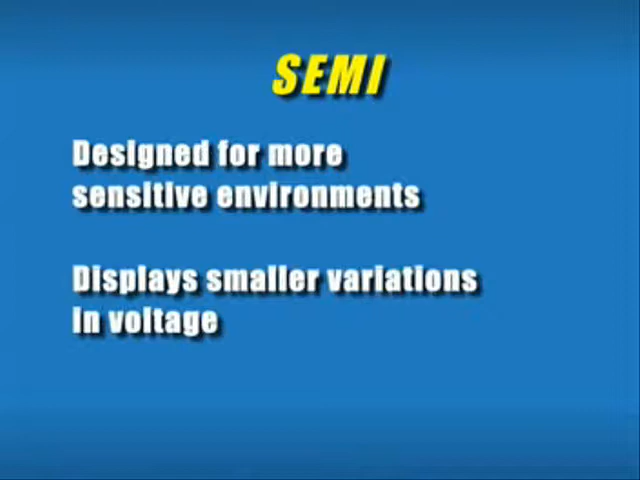 SEMI
Designed for more
sensitive environments
Displays smaller variations
in voltage